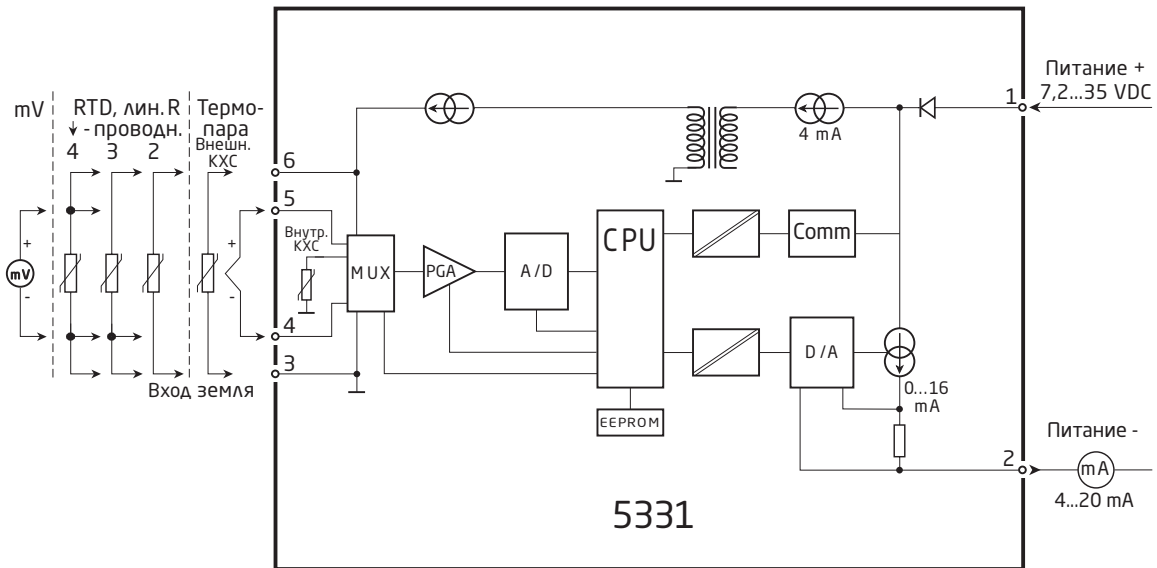 Питание +
7,2...35 VDC
1
4 mA
mV
RTD, лин. R
- проводн.
4 3 2
Термо-
пара
Внешн.
КХС
6
5
4
3
+
-
mV
+
-
Внутр.
КХС
MUX
PGA
A/D
CPU
Comm
D/A
EEPROM
0...16
mA
Вход земля
2
Питание -
mA
4...20 mA
5331